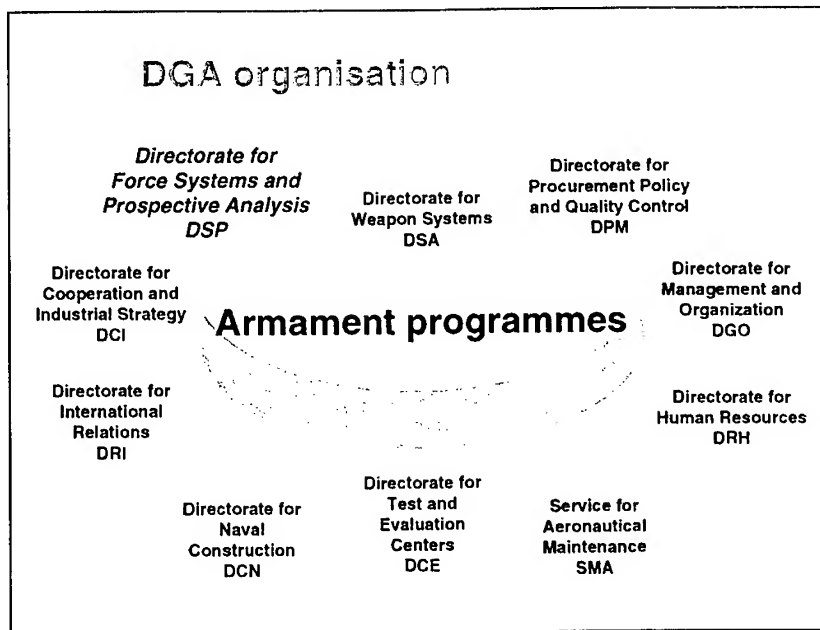 DGA organisation
Directorate for
Force Systems and
Prospective Analysis
DSP
Directorate for
Weapon Systems
DSA
Directorate for
Procurement Policy
and Quality Control
DPM
Directorate for
Cooperation and
Industrial Strategy
DCI
Armament programmes
Directorate for
Management and
Organization
DGO
Directorate for
International
Relations
DRI
Directorate for
Human Resources
DRH
Directorate for
Naval
Construction
DCN
Directorate for
Test and
Evaluation
Centers
DCE
Service for
Aeronautical
Maintenance
SMA